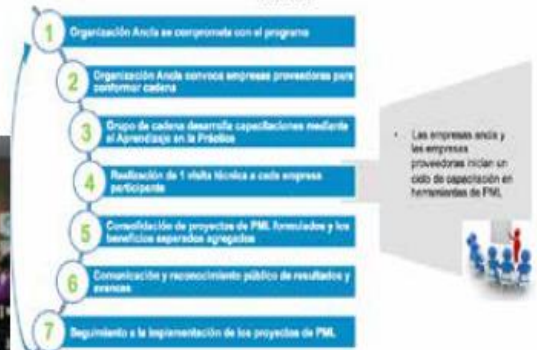 1
Organización Ancla se compromete con el programa
2
Organización Ancla convoca empresas proveedoras para
conformar cadena
3
Grupo de cadena desarrolla capacitaciones mediante
el Aprendizaje en la Práctica
4
Realización de 1 visita técnica a cada empresa
participante
5
Consolidación de proyectos de PML formulados y los
beneficios esperados agregados
6
Comunicación y reconocimiento público de resultados y
avances
7
Seguimiento a la implementación de los proyectos de PML
• Las empresas ancla y
las empresas
proveedoras inician un
ciclo de capacitación en
herramientas de PML